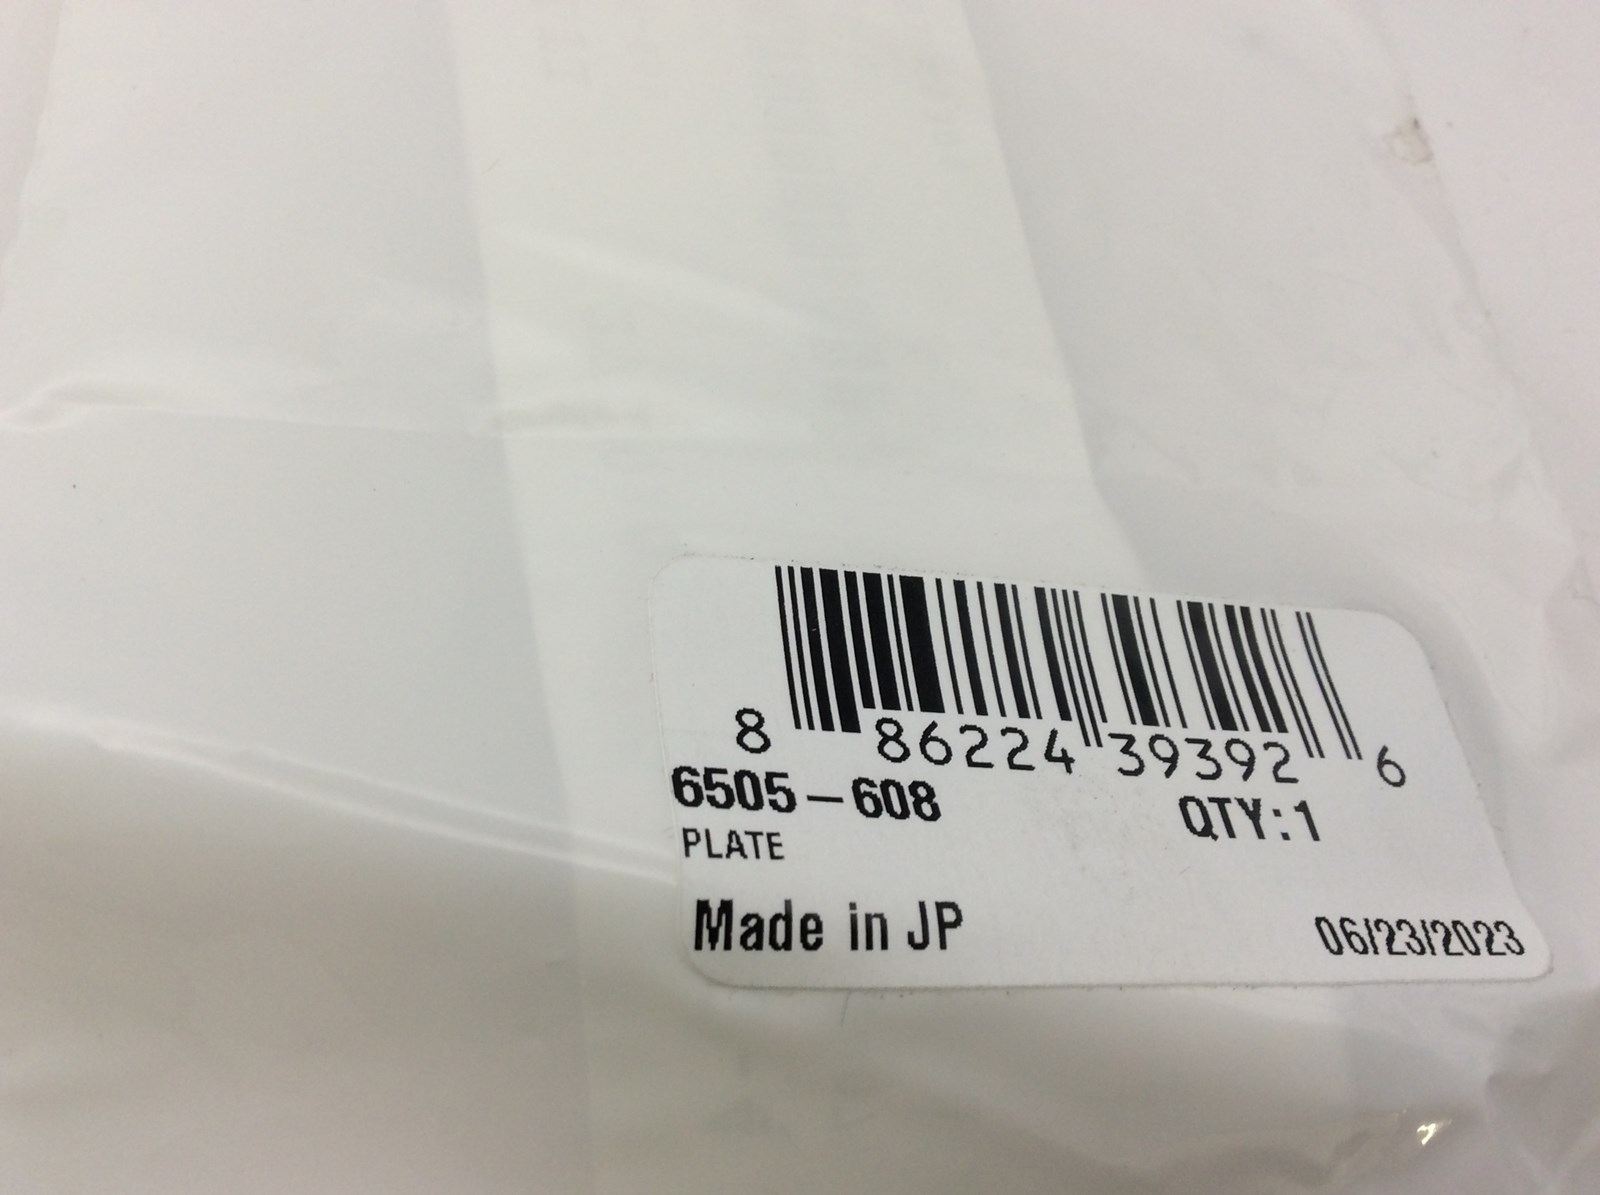 8 86224 39392 6
6505-608 QTY:1
PLATE
Made in JP 06/23/2023